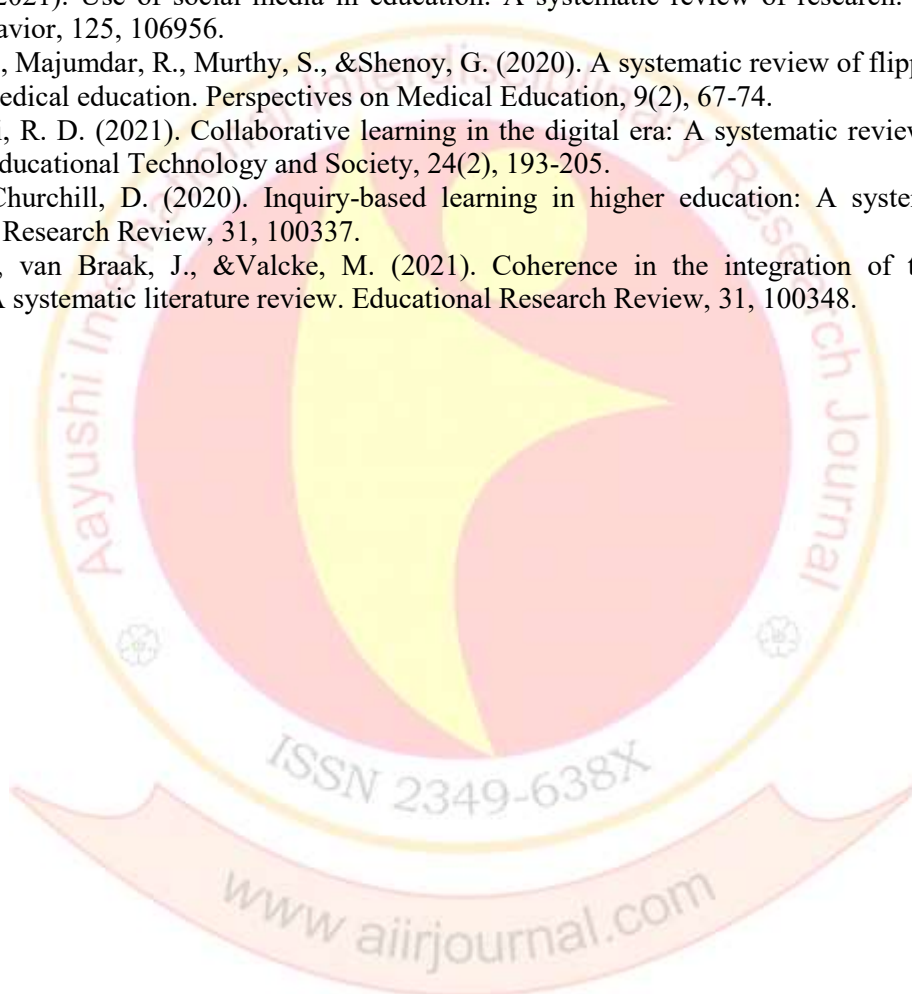 2021). Use of social media in education: A systematic review of research.
avior, 125, 106956.
, Majumdar, R., Murthy, S., &Shenoy, G. (2020). A systematic review of flipp
edical education. Perspectives on Medical Education, 9(2), 67-74.
i, R. D. (2021). Collaborative learning in the digital era: A systematic review
ducational Technology and Society, 24(2), 193-205.
Churchill, D. (2020). Inquiry-based learning in higher education: A system
Research Review, 31, 100337.
, van Braak, J., &Valcke, M. (2021). Coherence in the integration of t
A systematic literature review. Educational Research Review, 31, 100348.
Aayushi International Interdisciplinary Research Journal
ISSN 2349-638X
www.aiirjournal.com